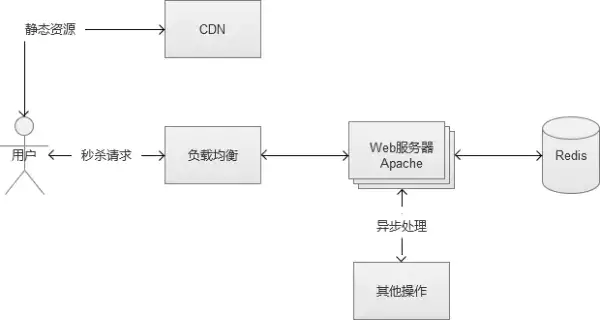 静态资源
CDN
用户
秒杀请求
负载均衡
Web服务器
Apache
Redis
异步处理
其他操作